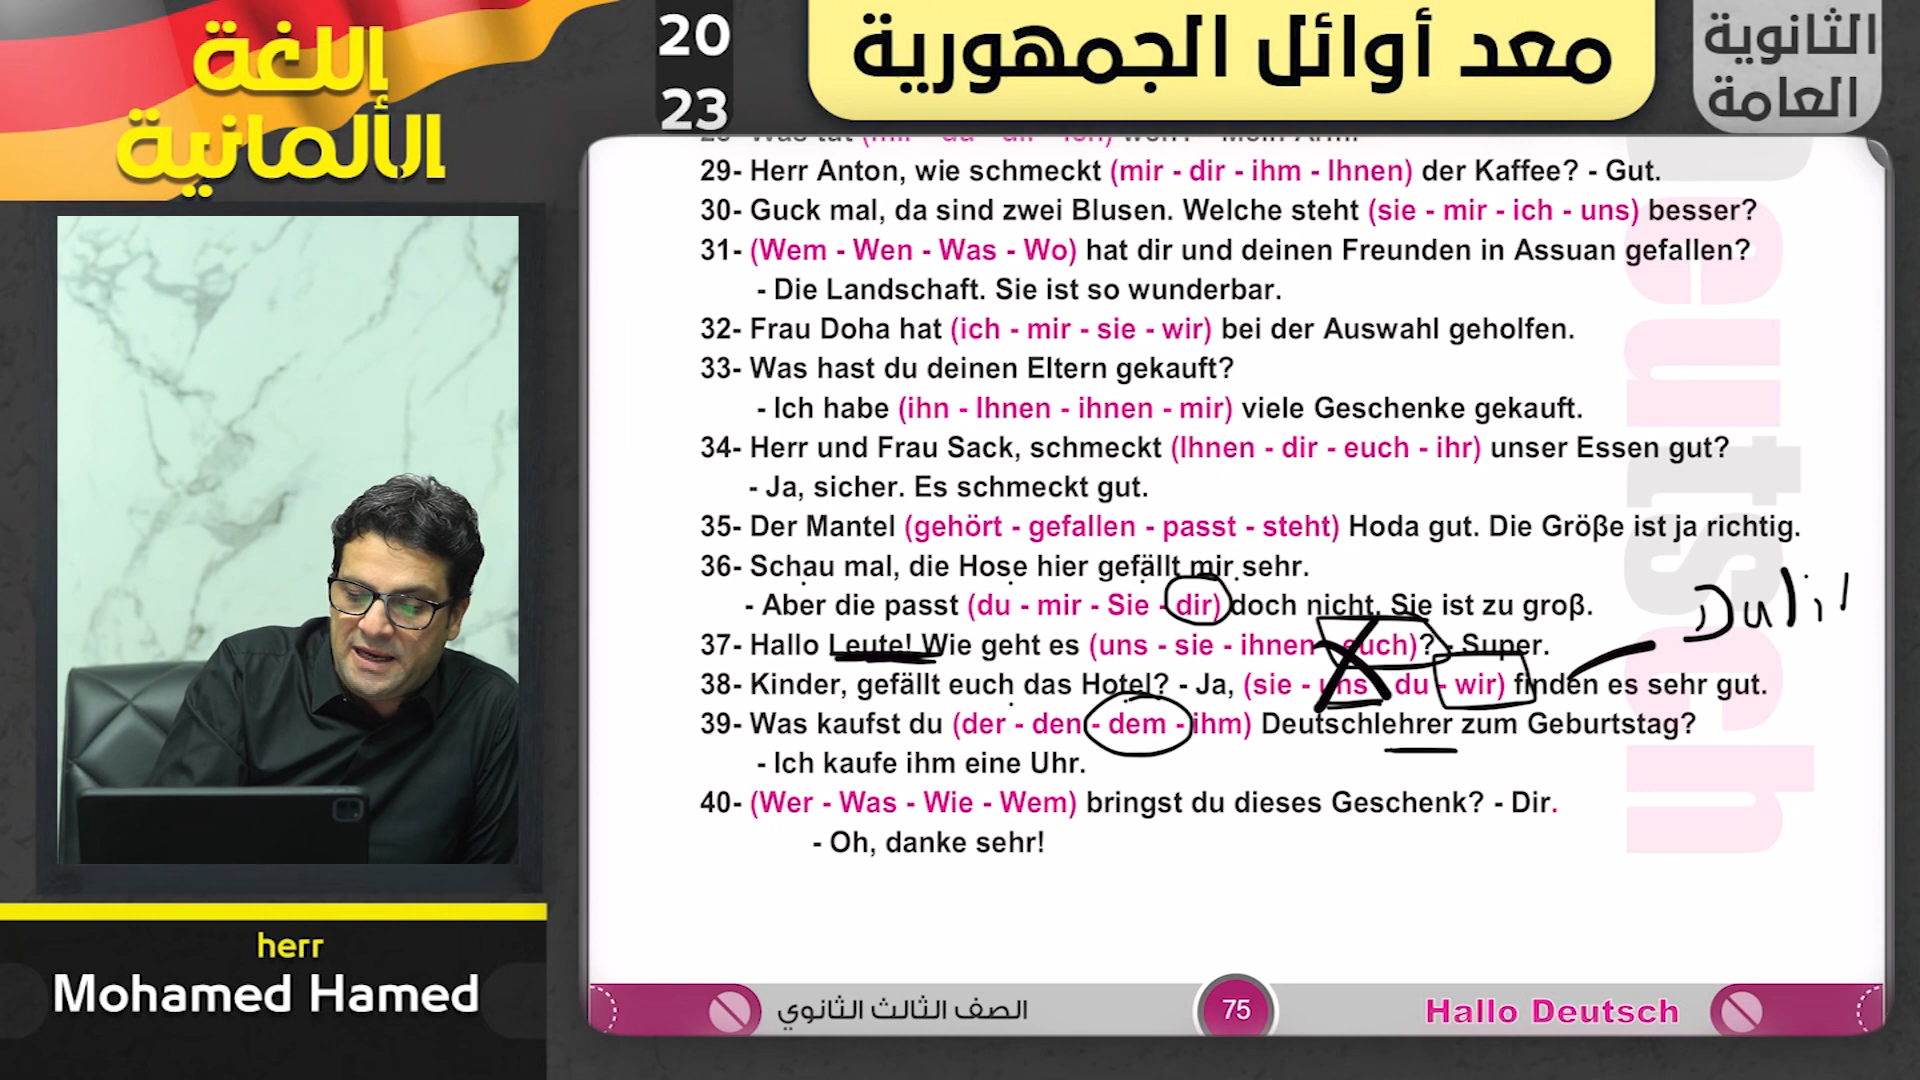 اللغة
الألمانية
20
23
معد أوائل الجمهورية
الثانوية
العامة
29- Herr Anton, wie schmeckt (mir - dir - ihm - Ihnen) der Kaffee? - Gut.
30- Guck mal, da sind zwei Blusen. Welche steht (sie - mir - ich - uns) besser?
31- (Wem - Wen - Was - Wo) hat dir und deinen Freunden in Assuan gefallen?
- Die Landschaft. Sie ist so wunderbar.
32- Frau Doha hat (ich - mir - sie - wir) bei der Auswahl geholfen.
33- Was hast du deinen Eltern gekauft?
- Ich habe (ihn - Ihnen - ihnen - mir) viele Geschenke gekauft.
34- Herr und Frau Sack, schmeckt (Ihnen - dir - euch - ihr) unser Essen gut?
- Ja, sicher. Es schmeckt gut.
35- Der Mantel (gehört - gefallen - passt - steht) Hoda gut. Die Größe ist ja richtig.
36- Schau mal, die Hose hier gefällt mir sehr.
- Aber die passt (du - mir - Sie - dir) doch nicht. Sie ist zu groß.
37- Hallo Leute! Wie geht es (uns - sie - ihnen - euch)? - Super.
38- Kinder, gefällt euch das Hotel? - Ja, (sie - uns - du - wir) finden es sehr gut.
39- Was kaufst du (der - den - dem - ihm) Deutschlehrer zum Geburtstag?
- Ich kaufe ihm eine Uhr.
40- (Wer - Was - Wie - Wem) bringst du dieses Geschenk? - Dir.
- Oh, danke sehr!
Deutsch
herr
Mohamed Hamed
الصف الثالث الثانوي
75
Hallo Deutsch